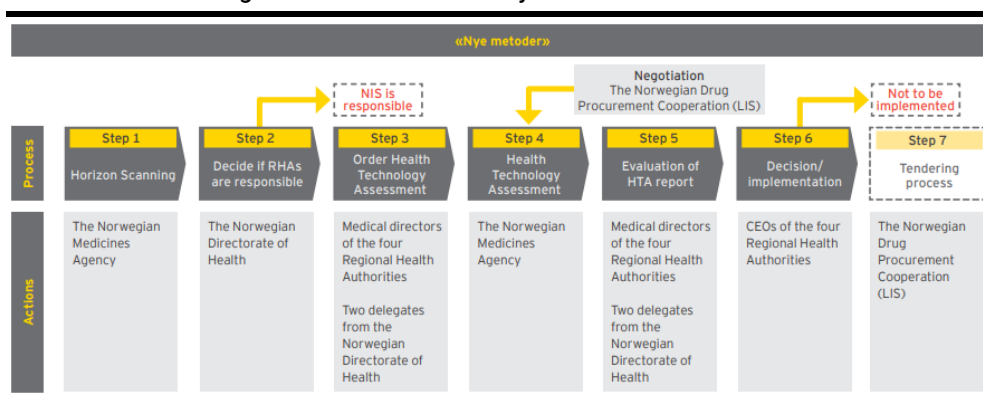 «Nye metoder»
NIS is
responsible
Negotiation
The Norwegian Drug
Procurement Cooperation (LIS)
Not to be
implemented
Process
Step 1
Horizon Scanning
Step 2
Decide if RHAs
are responsible
Step 3
Order Health
Technology
Assessment
Step 4
Health
Technology
Assessment
Step 5
Evaluation of
HTA report
Step 6
Decision/
implementation
Step 7
Tendering
process
Actions
The Norwegian
Medicines
Agency
The Norwegian
Directorate of
Health
Medical directors
of the four
Regional Health
Authorities
Two delegates
from the
Norwegian
Directorate of
Health
The Norwegian
Medicines
Agency
Medical directors
of the four
Regional Health
Authorities
Two delegates
from the
Norwegian
Directorate of
Health
CEOs of the four
Regional Health
Authorities
The Norwegian
Drug
Procurement
Cooperation
(LIS)